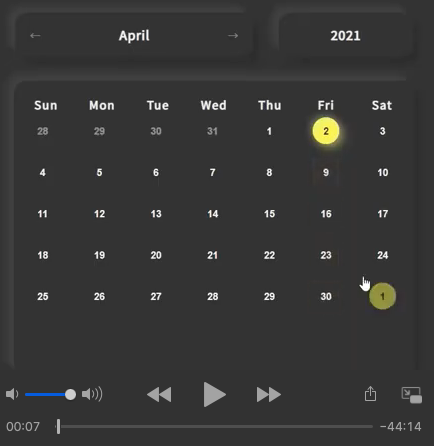 ← April → 2021
Sun Mon Tue Wed Thu Fri Sat
28 29 30 31 1 2 3
4 5 6 7 8 9 10
11 12 13 14 15 16 17
18 19 20 21 22 23 24
25 26 27 28 29 30 1
00:07 −44:14